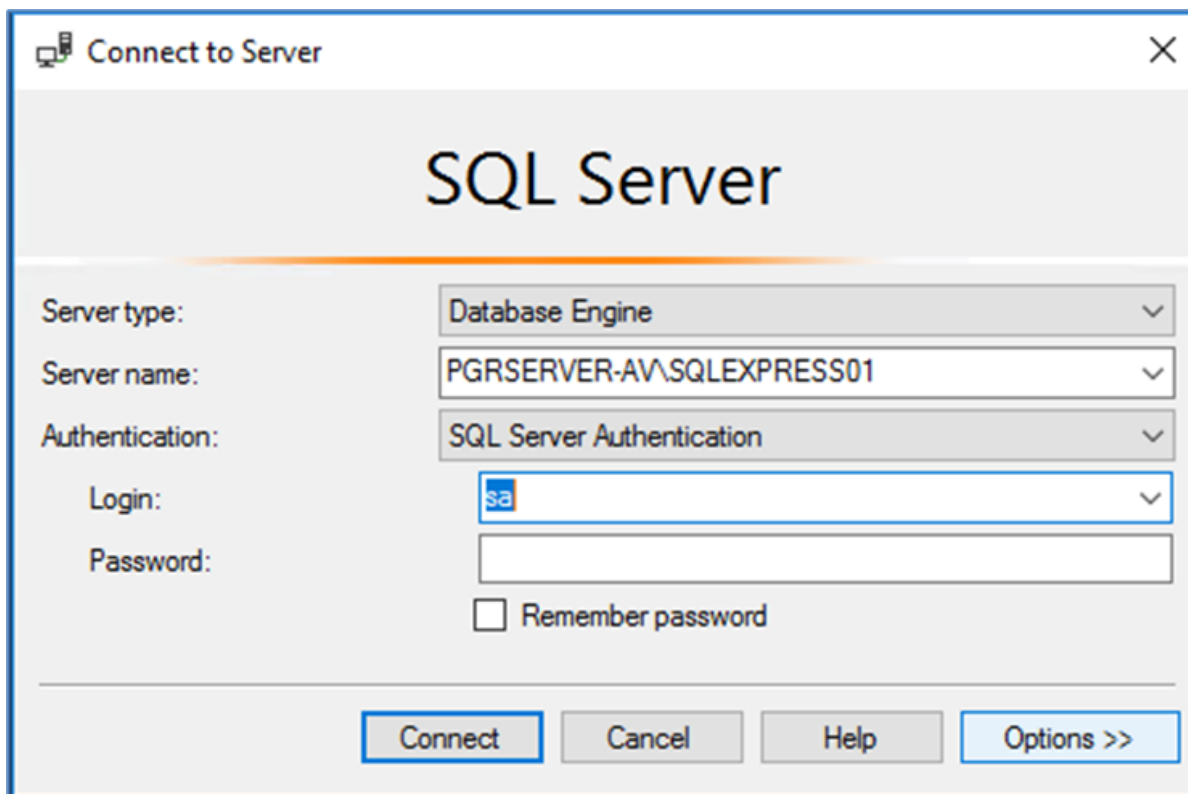 Connect to Server
SQL Server
Server type: Database Engine
Server name: PGRSERVER-AV\SQLEXPRESS01
Authentication: SQL Server Authentication
Login: sa
Password:
Remember password
Connect Cancel Help Options >>